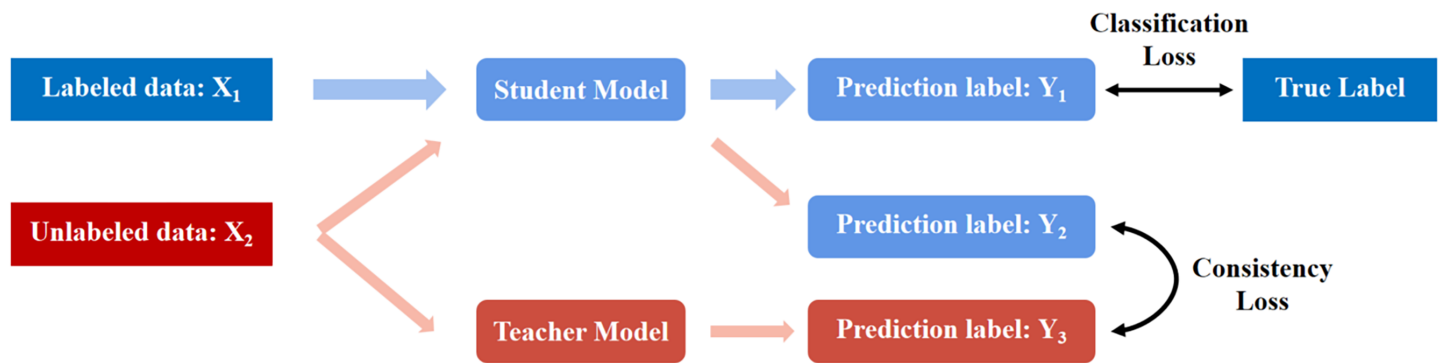 Classification
Loss
Labeled data: X₁
Student Model
Prediction label: Y₁
True Label
Unlabeled data: X₂
Prediction label: Y₂
Consistency
Loss
Teacher Model
Prediction label: Y₃